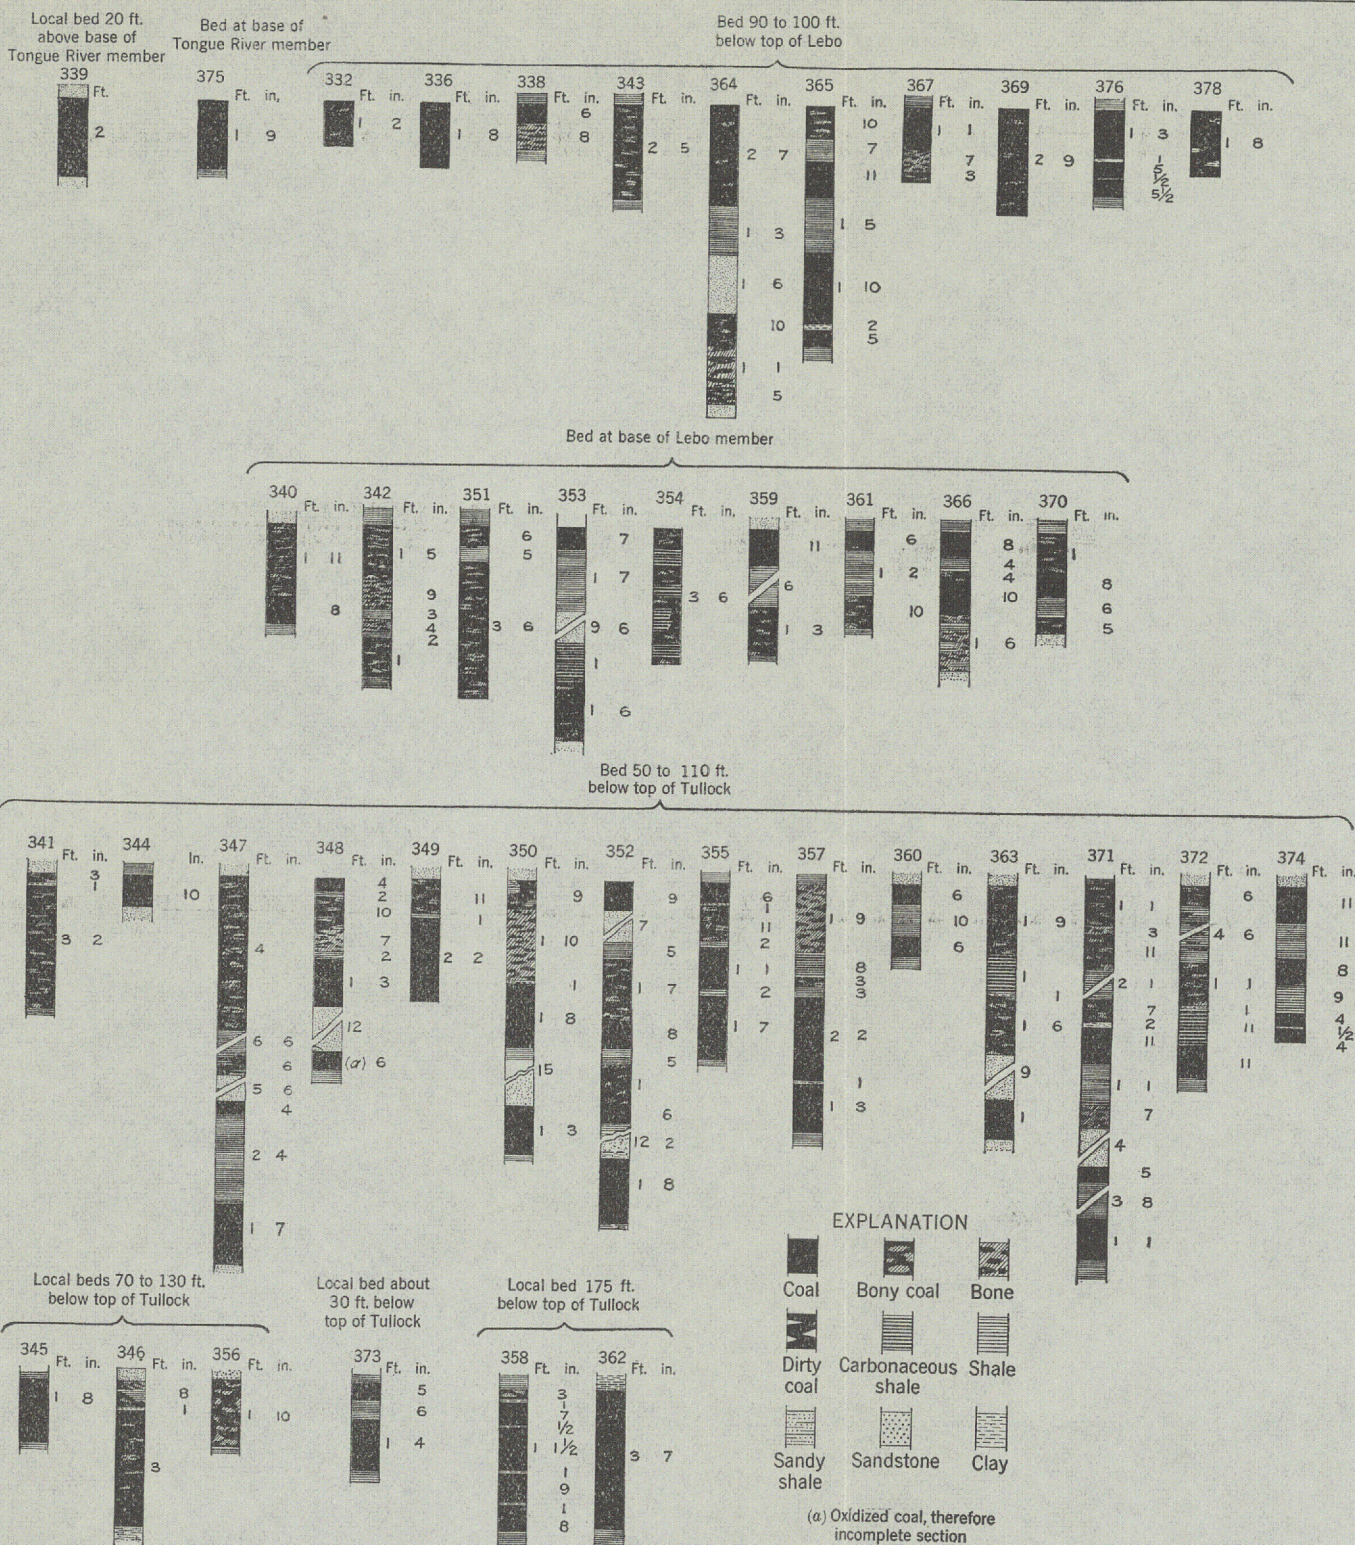 Local bed 20 ft.
above base of
Tongue River member
339
Ft.
2
Bed at base of
Tongue River member
375
Ft. in.
1 9
Bed 90 to 100 ft.
below top of Lebo
332
Ft. in.
1 2
336
Ft. in.
1 8
338
Ft. in.
6
8
343
Ft. in.
2 5
364
Ft. in.
2 7
1 3
1 6
10
1 1
5
365
Ft. in.
10
7
11
1 5
1 10
2
5
367
Ft. in.
1 1
7
3
369
Ft. in.
2 9
376
Ft. in.
1 3
1
5
1/2
5 1/2
378
Ft. in.
1 8
Bed at base of Lebo member
340
Ft. in.
1 11
8
342
Ft. in.
1 5
9
3
4
2
1
351
Ft. in.
6
5
3 6
353
Ft. in.
7
1 7
9 6
1
1 6
354
Ft. in.
3 6
359
Ft. in.
11
6
1 3
361
Ft. in.
6
1 2
10
366
Ft. in.
8
4
4
10
1 6
370
Ft. in.
1
8
6
5
Bed 50 to 110 ft.
below top of Tullock
341
Ft. in.
3
1
3 2
344
In.
10
347
Ft. in.
4
6 6
6
5 6
4
2 4
1 7
348
Ft. in.
4
2
10
7
2
1 3
12
(a) 6
349
Ft. in.
11
1
2 2
350
Ft. in.
9
1 10
1
1 8
15
1 3
352
Ft. in.
9
7
5
1 7
8
5
1
6
12 2
1 8
355
Ft. in.
6
1
11
2
1 1
2
1 7
357
Ft. in.
1 9
8
3
3
2 2
1
1 3
360
Ft. in.
6
10
6
363
Ft. in.
1 9
1
1
1 6
9
1
371
Ft. in.
1 1
3
11
2 1
7
2
11
1 1
7
4
5
3 8
1 1
372
Ft. in.
6
4 6
1 1
1
11
11
374
in.
11
11
8
9
4
1/2
4
Local beds 70 to 130 ft.
below top of Tullock
345
Ft. in.
1 8
346
Ft. in.
8
1
3
356
Ft. in.
1 10
Local bed about
30 ft. below
top of Tullock
373
Ft. in.
5
6
1 4
Local bed 175 ft.
below top of Tullock
358
Ft. in.
3
1
7
1/2
1 1 1/2
1
9
1
8
362
Ft. in.
3 7
EXPLANATION
Coal Bony coal Bone
Dirty
coal
Carbonaceous
shale
Shale
Sandy
shale
Sandstone Clay
(a) Oxidized coal, therefore
incomplete section